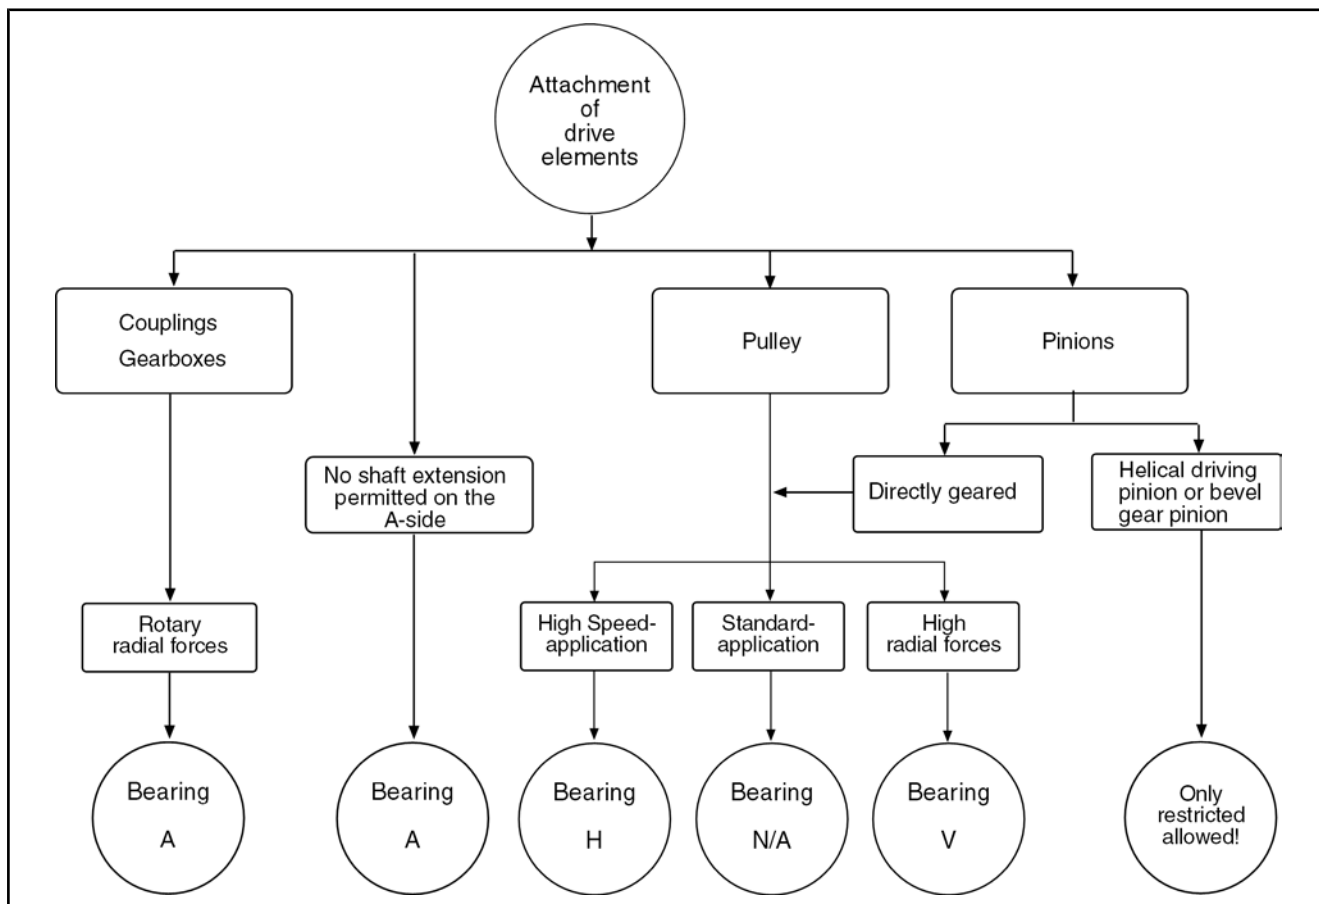 Attachment
of
drive
elements
Couplings
Gearboxes
Pulley
Pinions
No shaft extension
permitted on the
A-side
Directly geared
Helical driving
pinion or bevel
gear pinion
Rotary
radial forces
High Speed-
application
Standard-
application
High
radial forces
Bearing
A
Bearing
A
Bearing
H
Bearing
N/A
Bearing
V
Only
restricted
allowed!